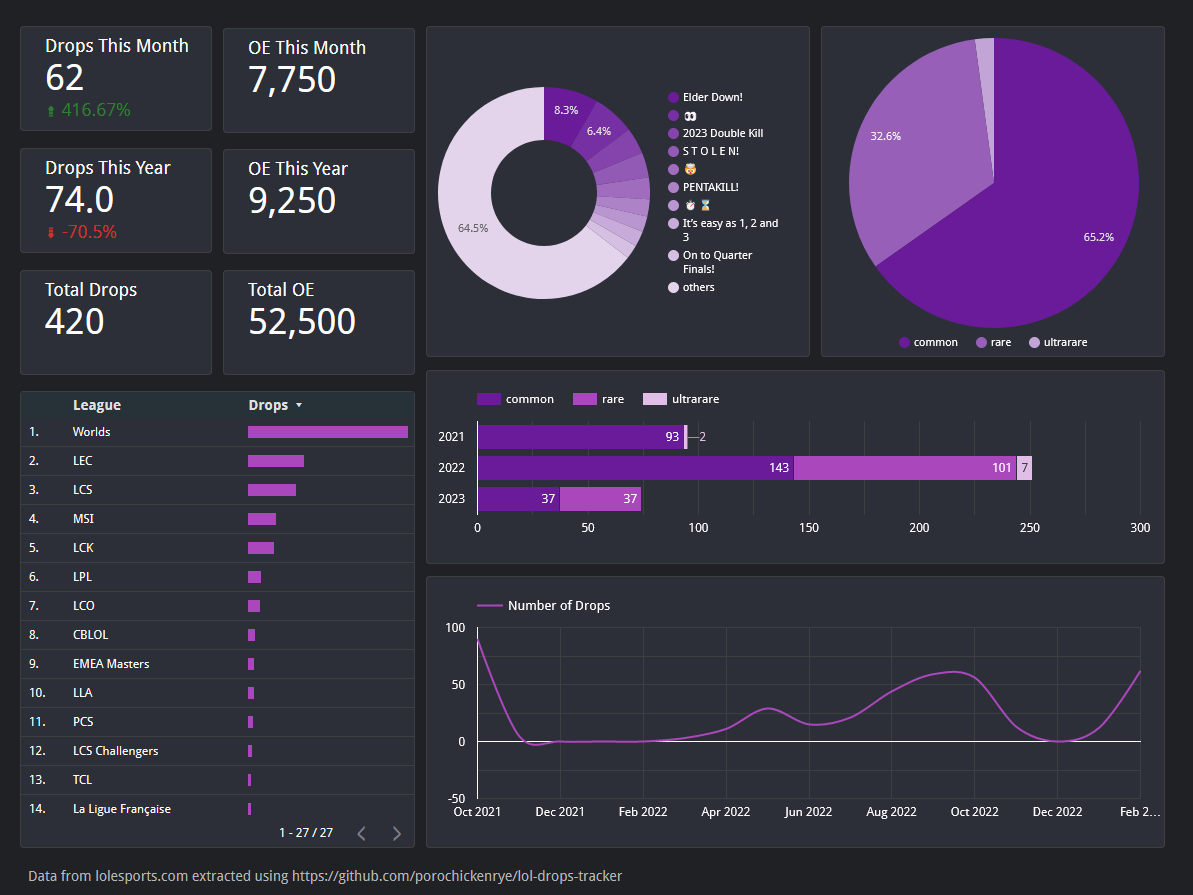 Drops This Month
62
416.67%
OE This Month
7,750
Drops This Year
74.0
-70.5%
OE This Year
9,250
Total Drops
420
Total OE
52,500
8.3%
6.4%
64.5%
Elder Down!
👀
2023 Double Kill
S T O L E N!
🤯
PENTAKILL!
⏱️ ⌛
It's easy as 1, 2 and
3
On to Quarter
Finals!
others
32.6%
65.2%
common rare ultrarare
League Drops
1. Worlds
2. LEC
3. LCS
4. MSI
5. LCK
6. LPL
7. LCO
8. CBLOL
9. EMEA Masters
10. LLA
11. PCS
12. LCS Challengers
13. TCL
14. La Ligue Française
1 - 27 / 27
common rare ultrarare
2021 93 2
2022 143 101 7
2023 37 37
0 50 100 150 200 250 300
Number of Drops
100
50
0
-50
Oct 2021 Dec 2021 Feb 2022 Apr 2022 Jun 2022 Aug 2022 Oct 2022 Dec 2022 Feb 2…
Data from lolesports.com extracted using https://github.com/porochickenrye/lol-drops-tracker